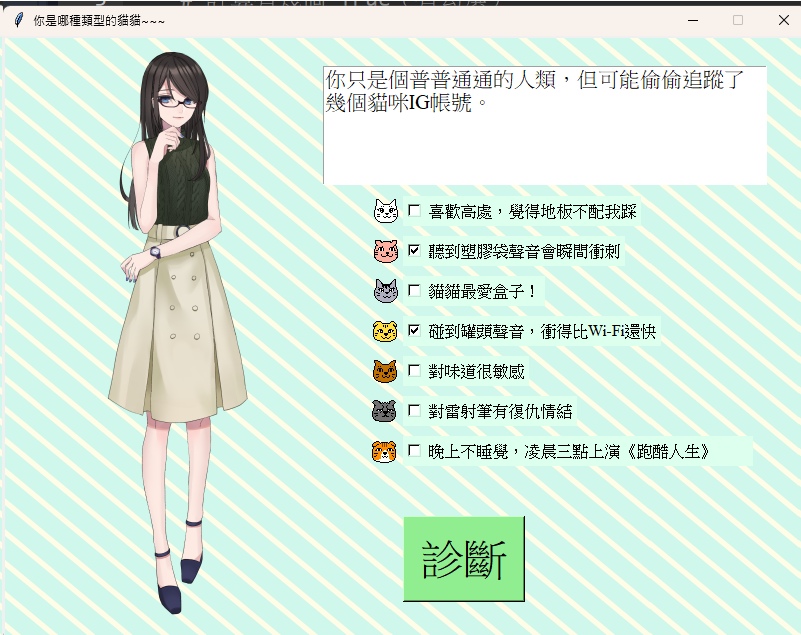 你是哪種類型的貓貓~~~
你只是個普普通通的人類，但可能偷偷追蹤了
幾個貓咪IG帳號。
喜歡高處，覺得地板不配我踩
聽到塑膠袋聲音會瞬間衝刺
貓貓最愛盒子！
碰到罐頭聲音，衝得比Wi-Fi還快
對味道很敏感
對雷射筆有復仇情結
晚上不睡覺，凌晨三點上演《跑酷人生》
診斷